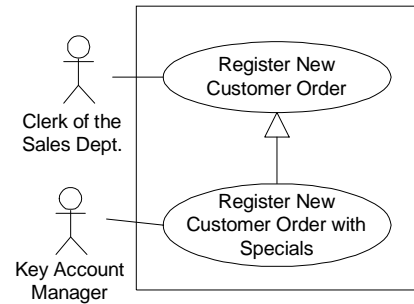 Register New
Customer Order
Clerk of the
Sales Dept.
Register New
Customer Order with
Specials
Key Account
Manager